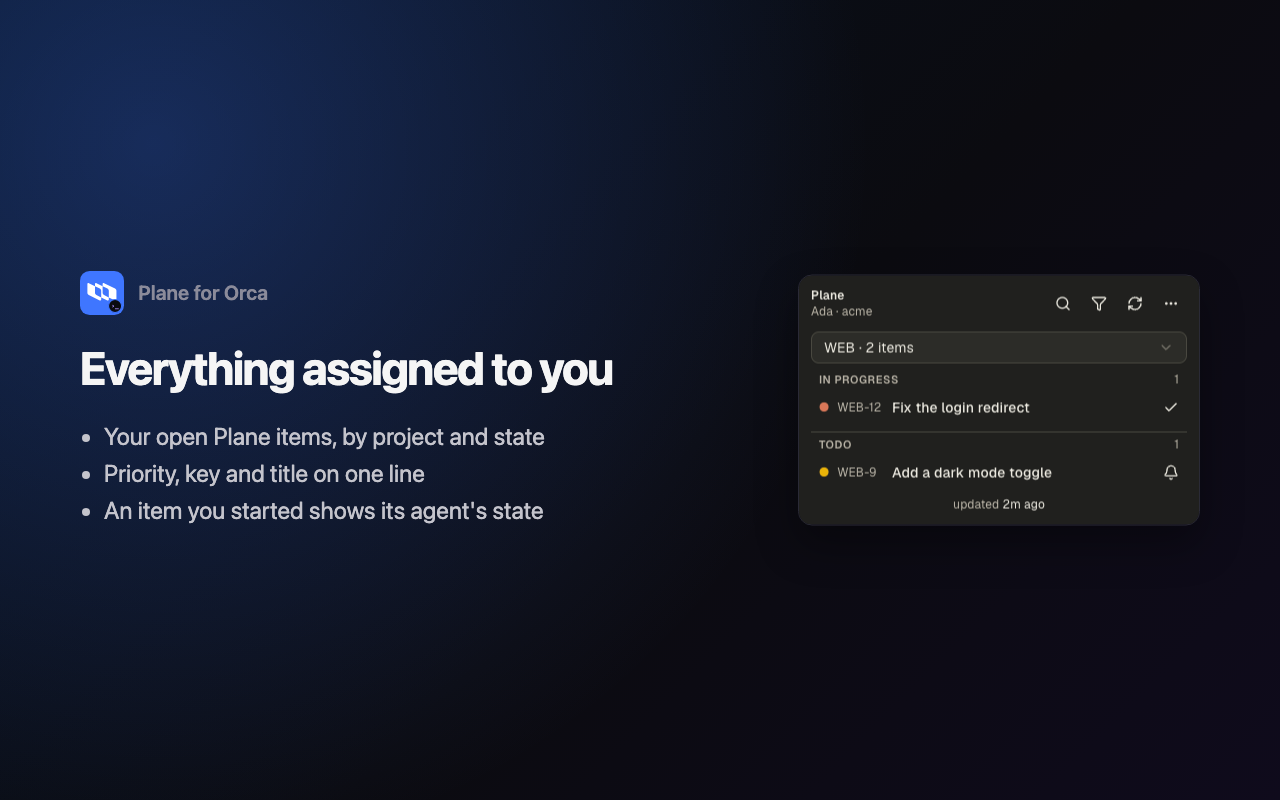 Plane for Orca
Everything assigned to you
Your open Plane items, by project and state
Priority, key and title on one line
An item you started shows its agent's state
Plane
Ada · acme
WEB · 2 items
IN PROGRESS 1
WEB-12 Fix the login redirect
TODO 1
WEB-9 Add a dark mode toggle
updated 2m ago